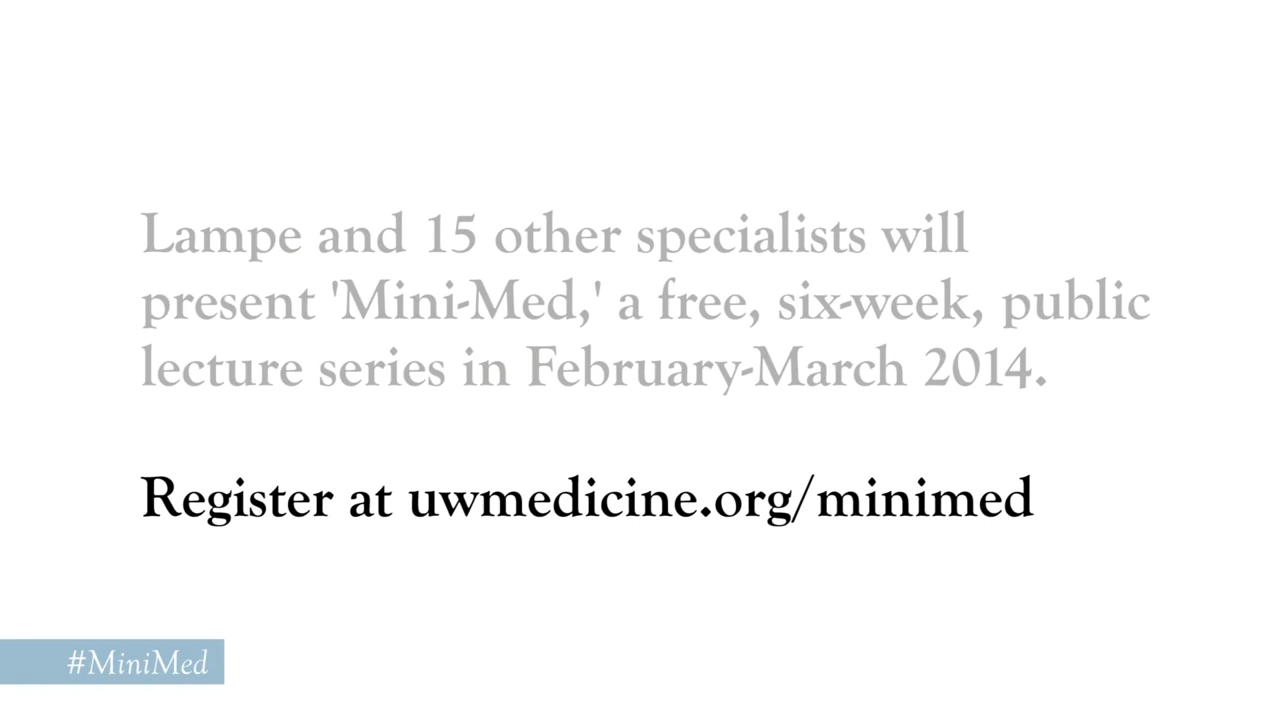 Lampe and 15 other specialists will
present 'Mini-Med,' a free, six-week, public
lecture series in February-March 2014.
Register at uwmedicine.org/minimed
#MiniMed